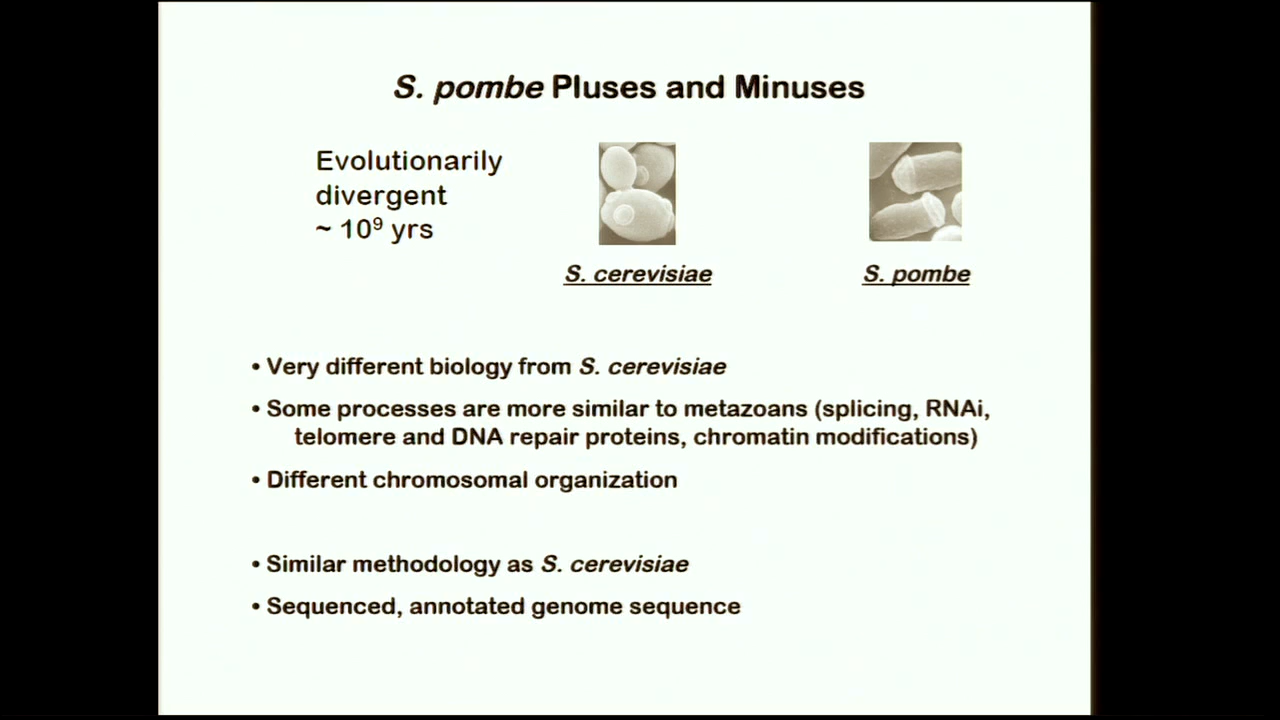 S. pombe Pluses and Minuses
Evolutionarily
divergent
~ 10⁹ yrs
S. cerevisiae
S. pombe
• Very different biology from S. cerevisiae
• Some processes are more similar to metazoans (splicing, RNAi,
telomere and DNA repair proteins, chromatin modifications)
• Different chromosomal organization
• Similar methodology as S. cerevisiae
• Sequenced, annotated genome sequence